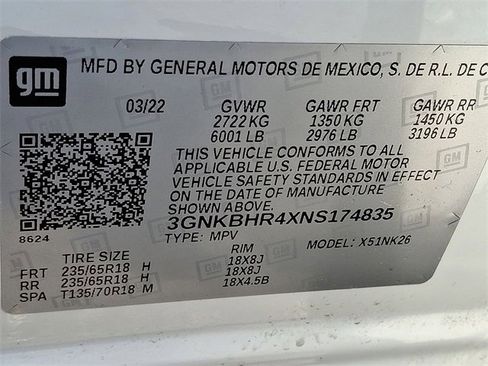 gm
MFD BY GENERAL MOTORS DE MEXICO, S. DE R.L. DE C
03/22 GVWR GAWR FRT GAWR RR
2722 KG 1350 KG 1450 KG
6001 LB 2976 LB 3196 LB
THIS VEHICLE CONFORMS TO ALL
APPLICABLE U.S. FEDERAL MOTOR
VEHICLE SAFETY STANDARDS IN EFFECT
ON THE DATE OF MANUFACTURE
SHOWN ABOVE.
3GNKBHR4XNS174835
8624 TYPE: MPV MODEL: X51NK26
TIRE SIZE RIM
FRT 235/65R18 H 18X8J
RR 235/65R18 H 18X8J
SPA T135/70R18 M 18X4.5B